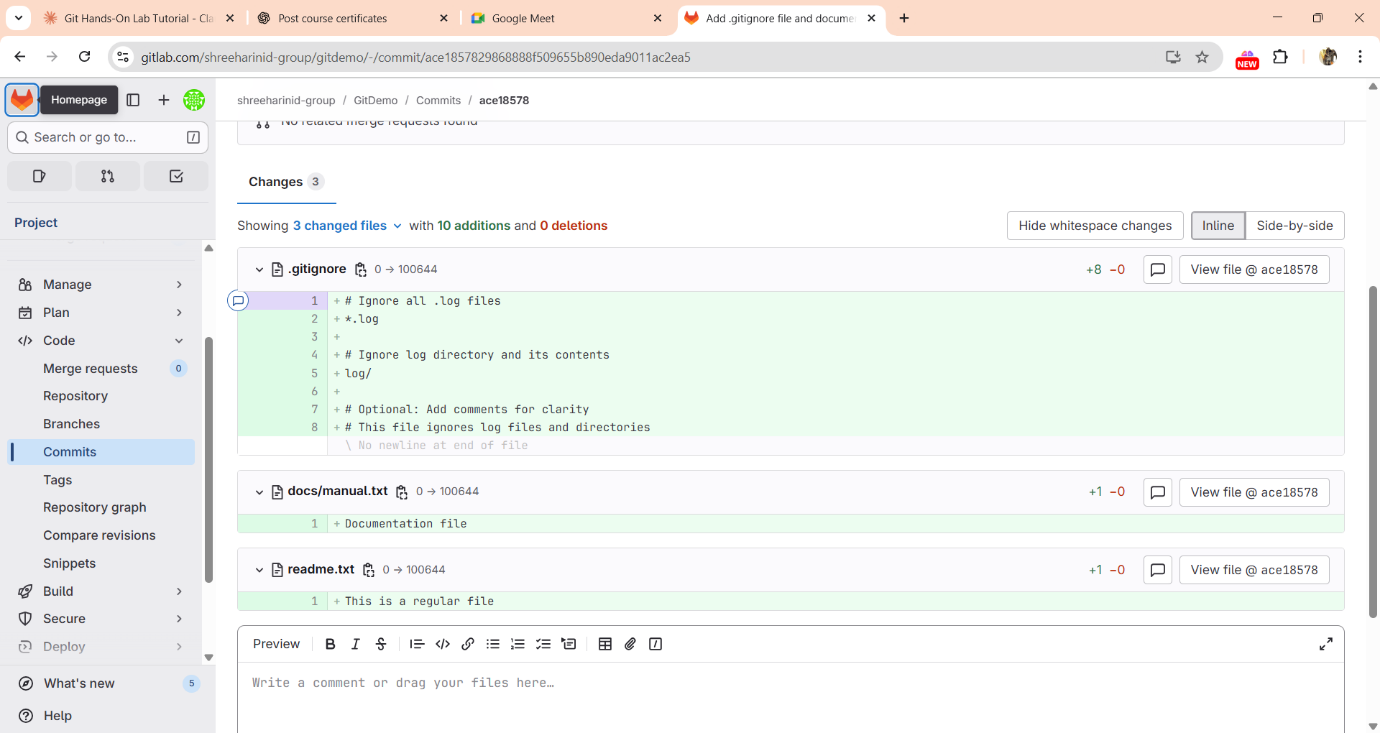 Git Hands-On Lab Tutorial - Cla
Post course certificates
Google Meet
Add .gitignore file and docume
gitlab.com/shreeharinid-group/gitdemo/-/commit/ace1857829868888f509655b890eda9011ac2ea5
NEW
Homepage
shreeharinid-group / GitDemo / Commits / ace18578
Search or go to...
No related merge requests found
Project
Manage
Plan
Code
Merge requests 0
Repository
Branches
Commits
Tags
Repository graph
Compare revisions
Snippets
Build
Secure
Deploy
What's new 5
Help
Changes 3
Showing 3 changed files with 10 additions and 0 deletions
Hide whitespace changes
Inline
Side-by-side
.gitignore 0 → 100644 +8 −0 View file @ ace18578
1 + # Ignore all .log files
2 + *.log
3 +
4 + # Ignore log directory and its contents
5 + log/
6 +
7 + # Optional: Add comments for clarity
8 + # This file ignores log files and directories
\ No newline at end of file
docs/manual.txt 0 → 100644 +1 −0 View file @ ace18578
1 + Documentation file
readme.txt 0 → 100644 +1 −0 View file @ ace18578
1 + This is a regular file
Preview
Write a comment or drag your files here…